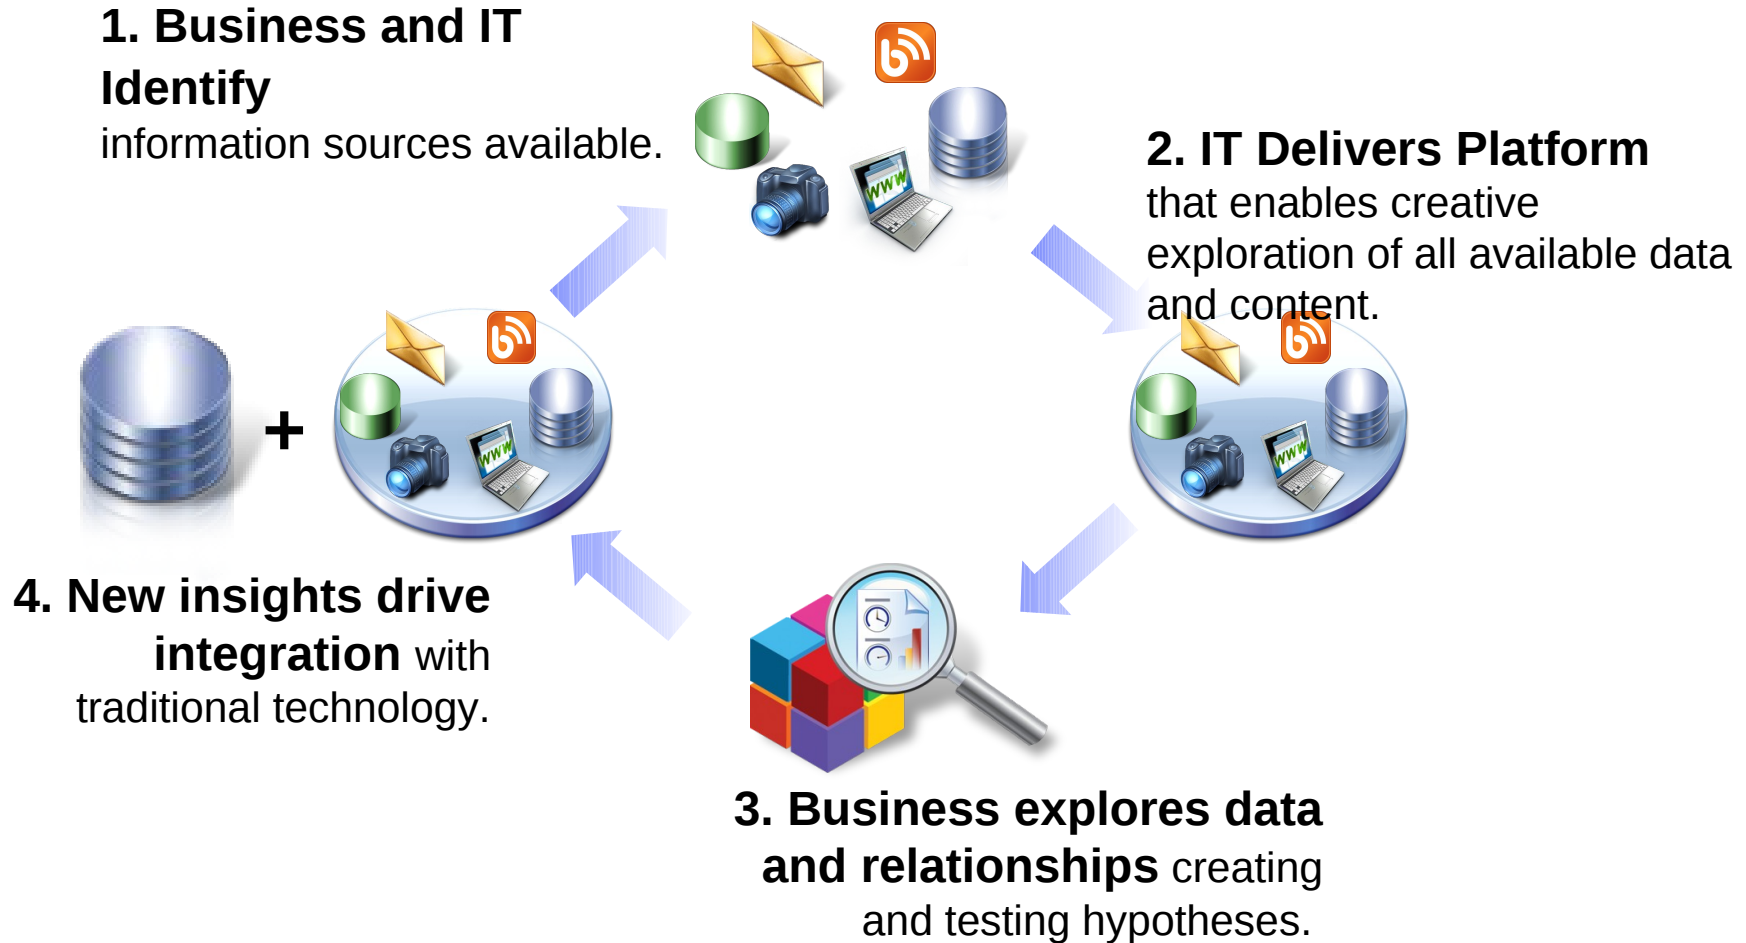 1. Business and IT
Identify
information sources available.
2. IT Delivers Platform
that enables creative
exploration of all available data
and content.
www
+
www
www
4. New insights drive
integration with
traditional technology.
3. Business explores data
and relationships creating
and testing hypotheses.